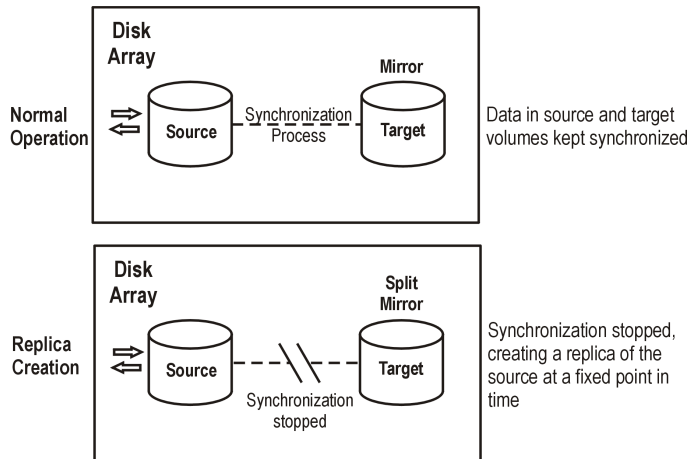 Disk
Array
Mirror
Normal
Operation
Source
Synchronization
Process
Target
Data in source and target
volumes kept synchronized
Disk
Array
Split
Mirror
Replica
Creation
Source
Synchronization
stopped
Target
Synchronization stopped,
creating a replica of the
source at a fixed point in
time